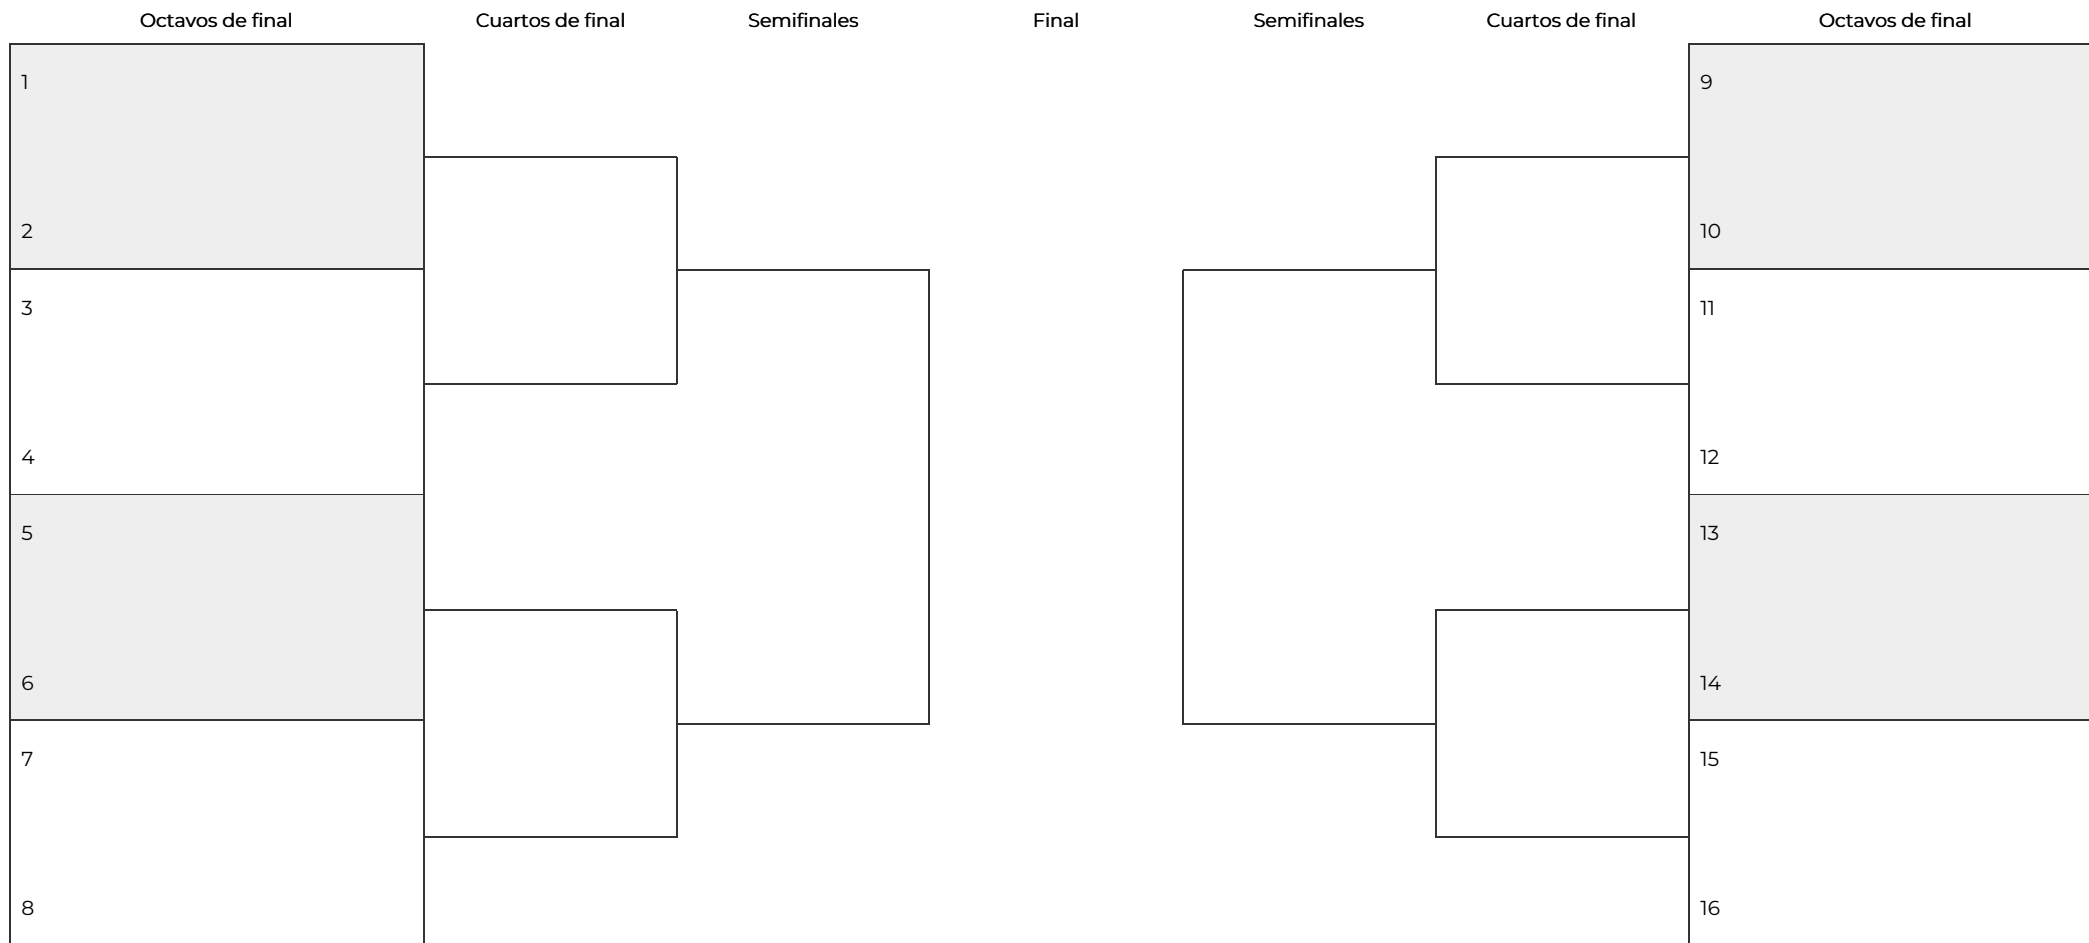 Octavos de final
Cuartos de final
Semifinales
Final
Semifinales
Cuartos de final
Octavos de final
1
2
3
4
5
6
7
8
9
10
11
12
13
14
15
16